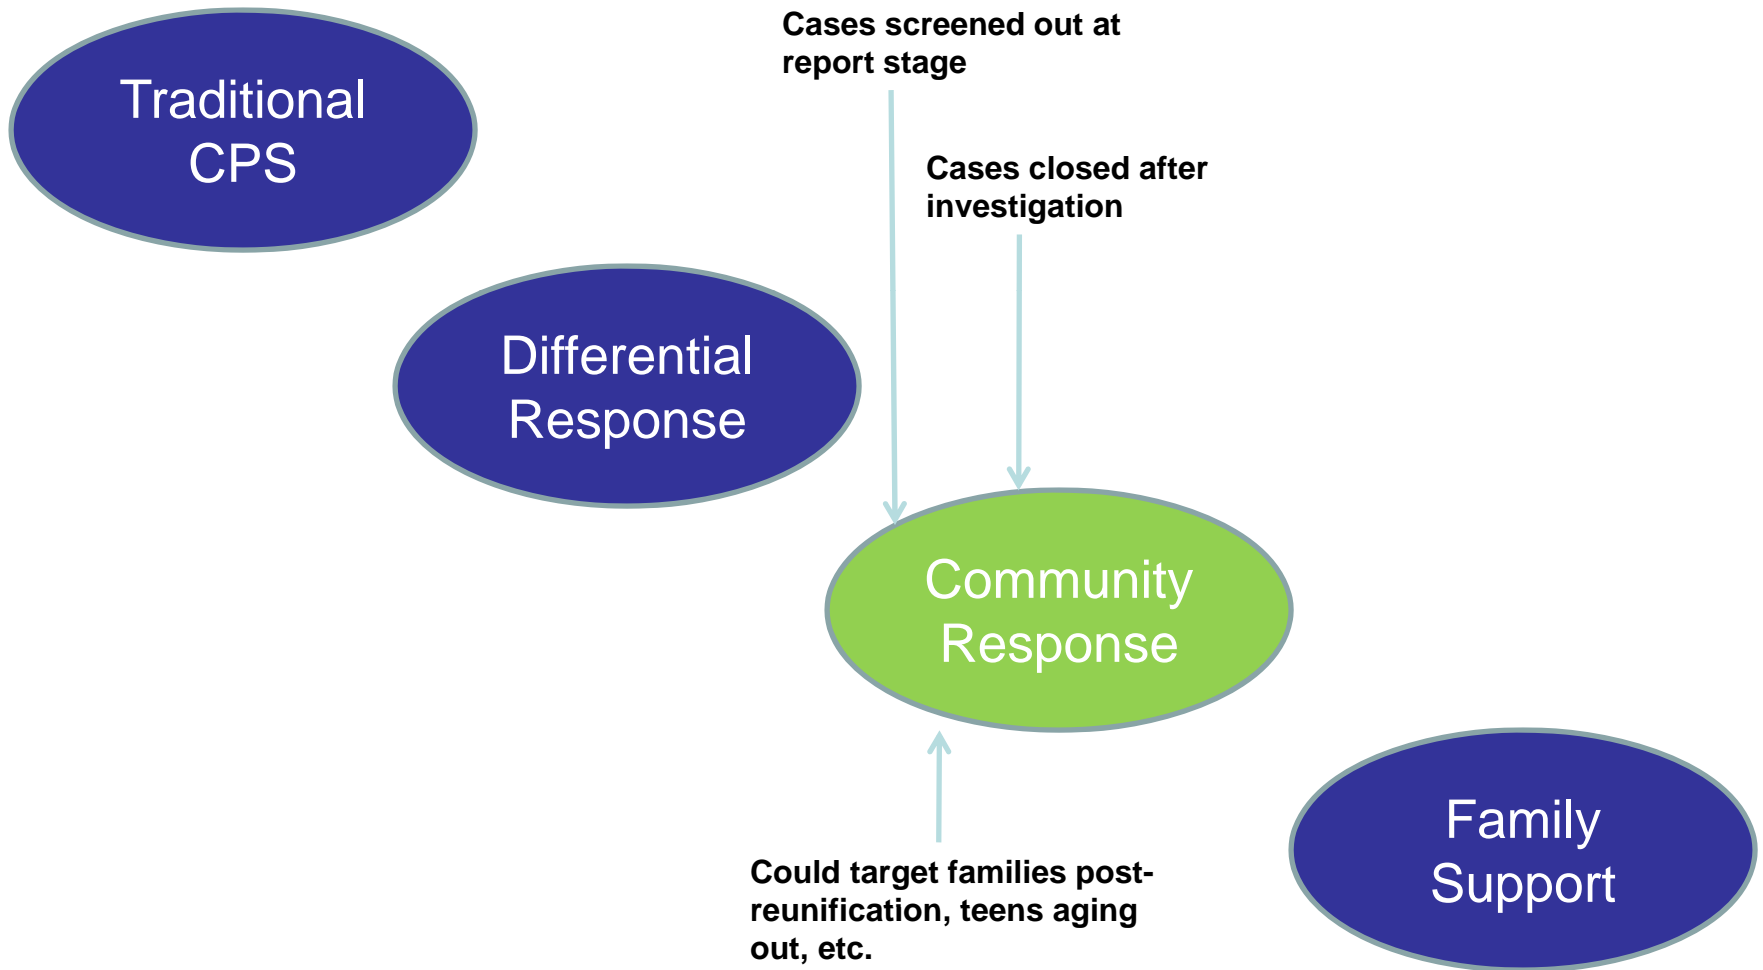 Cases screened out at
report stage
Traditional
CPS
Cases closed after
investigation
Differential
Response
Community
Response
Family
Support
Could target families post-
reunification, teens aging
out, etc.